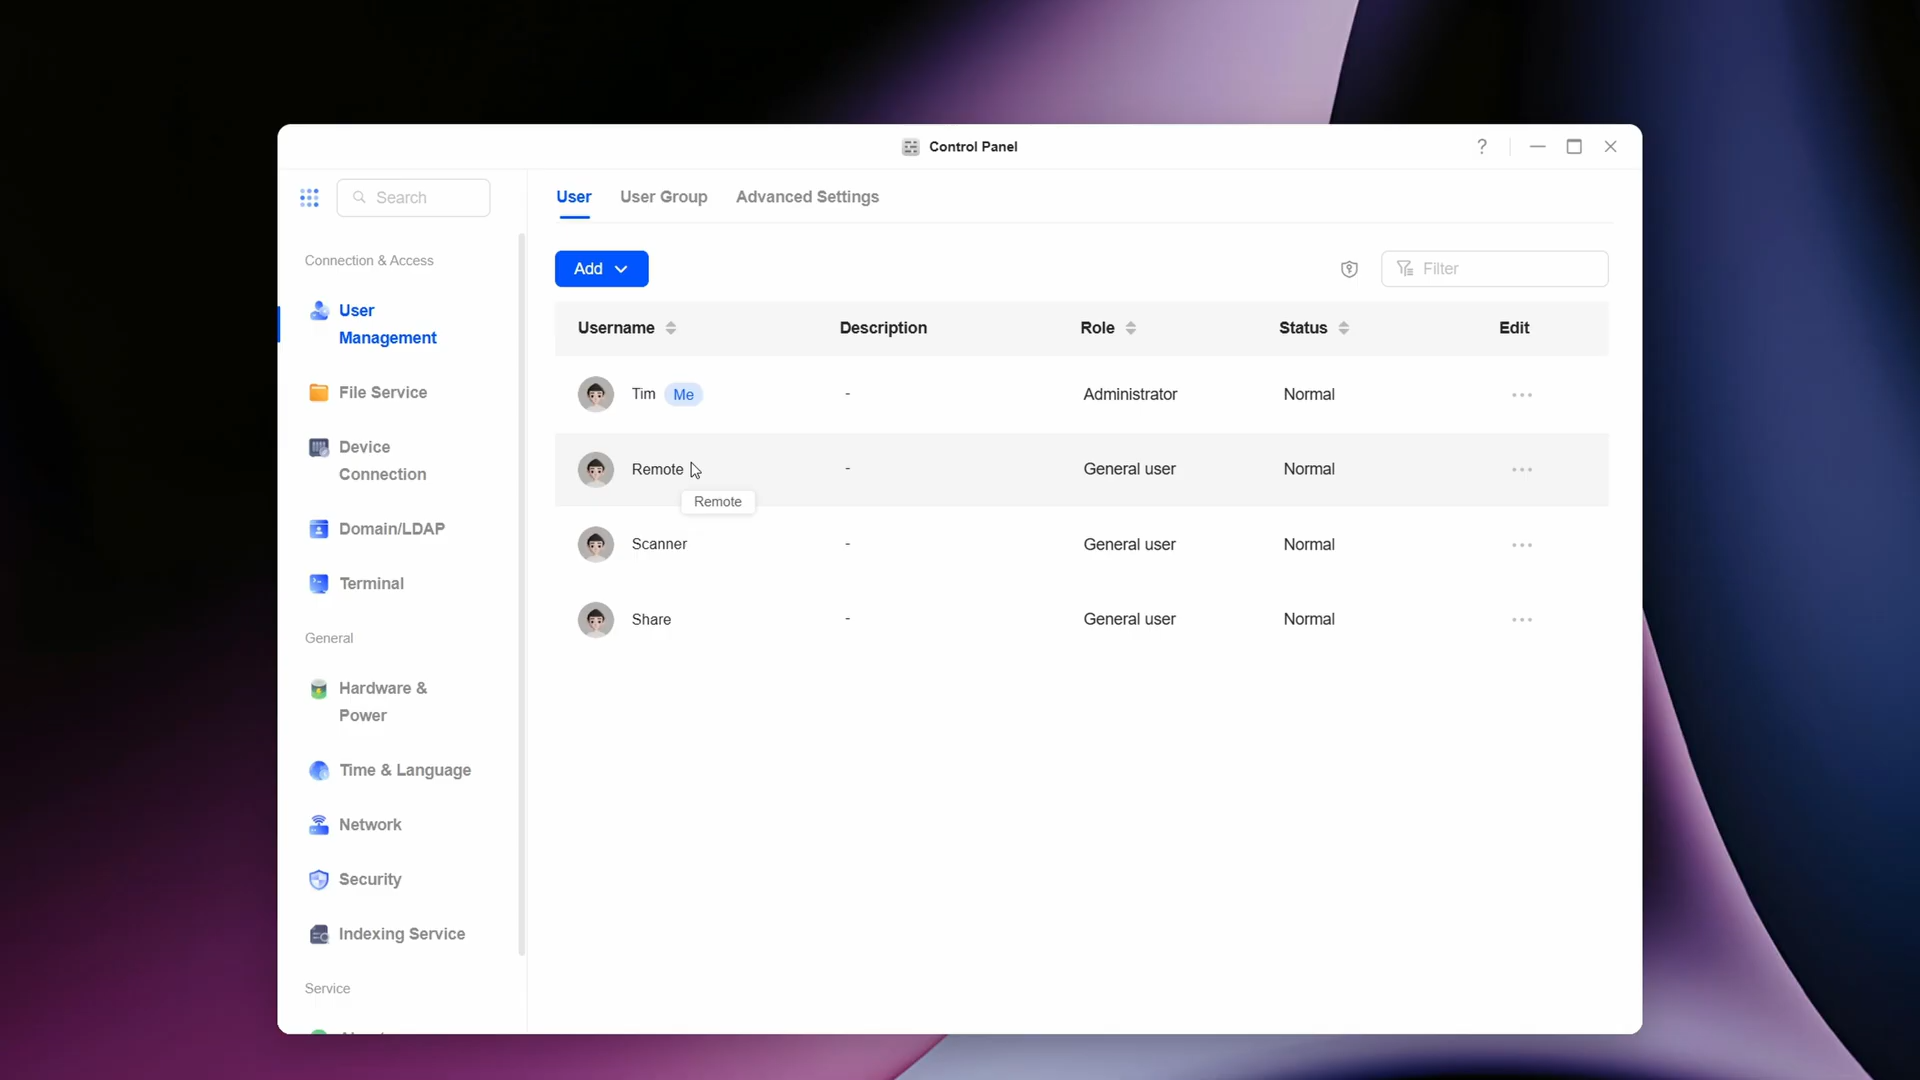 Control Panel
?
Search
User
User Group
Advanced Settings
Connection & Access
Add
Filter
User
Management
Username
Description
Role
Status
Edit
File Service
Tim
Me
-
Administrator
Normal
Device
Connection
Remote
-
General user
Normal
Remote
Domain/LDAP
Scanner
-
General user
Normal
Terminal
Share
-
General user
Normal
General
Hardware &
Power
Time & Language
Network
Security
Indexing Service
Service